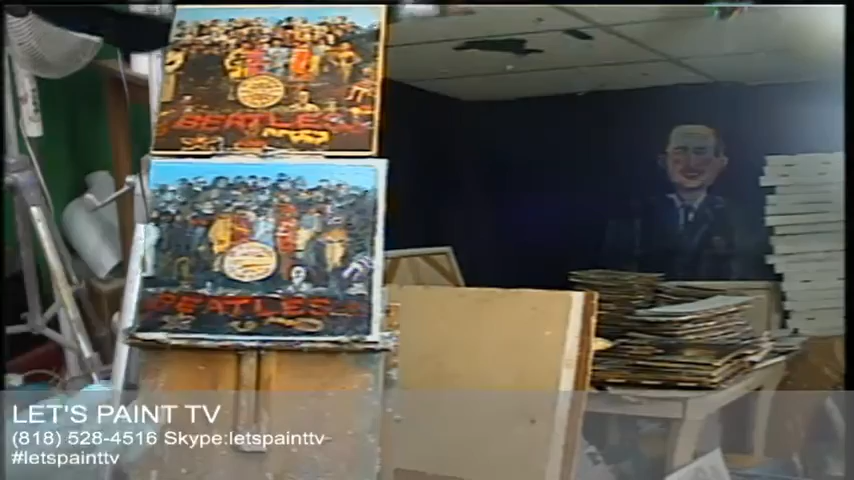 BEATLES
BEATLES
LET'S PAINT TV
(818) 528-4516 Skype:letspainttv
#letspainttv